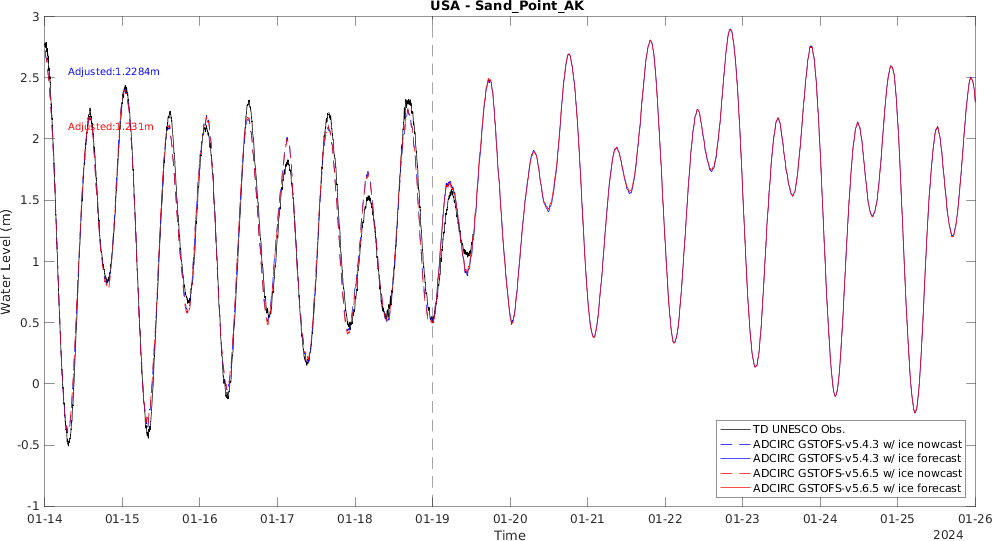 USA - Sand_Point_AK
3
2.5
2
1.5
1
0.5
0
-0.5
-1
Water Level (m)
Adjusted:1.2284m
Adjusted:1.231m
TD UNESCO Obs.
ADCIRC GSTOFS-v5.4.3 w/ ice nowcast
ADCIRC GSTOFS-v5.4.3 w/ ice forecast
ADCIRC GSTOFS-v5.6.5 w/ ice nowcast
ADCIRC GSTOFS-v5.6.5 w/ ice forecast
01-14 01-15 01-16 01-17 01-18 01-19 01-20 01-21 01-22 01-23 01-24 01-25 01-26
Time
2024